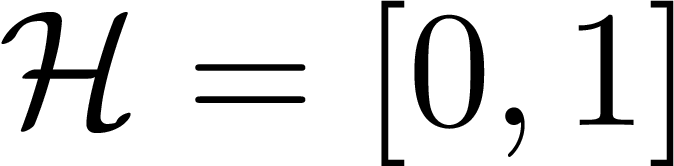 ℋ = [0, 1]